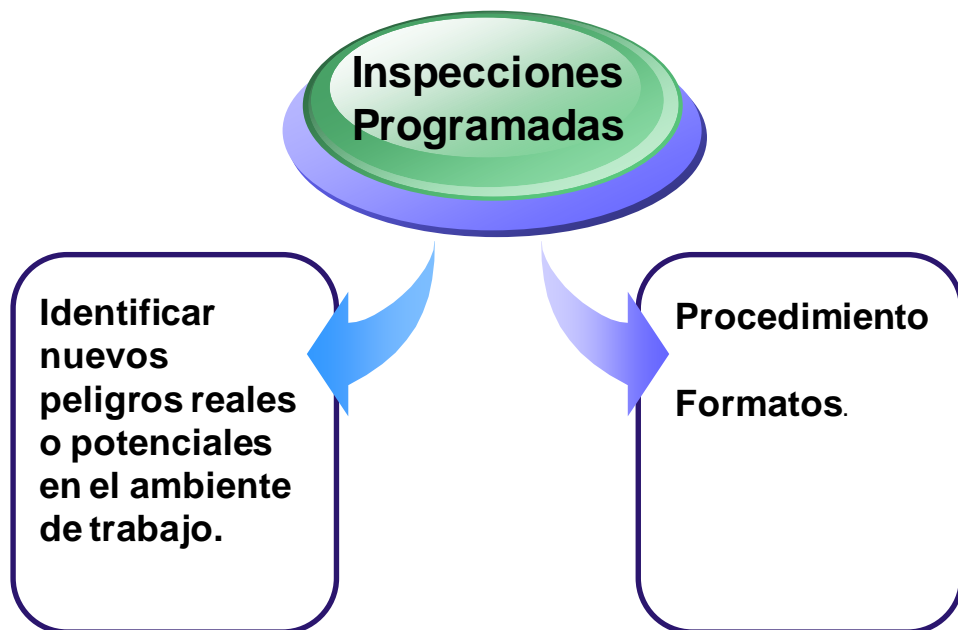 Inspecciones
Programadas
Identificar
nuevos
peligros reales
o potenciales
en el ambiente
de trabajo.
Procedimiento
Formatos.